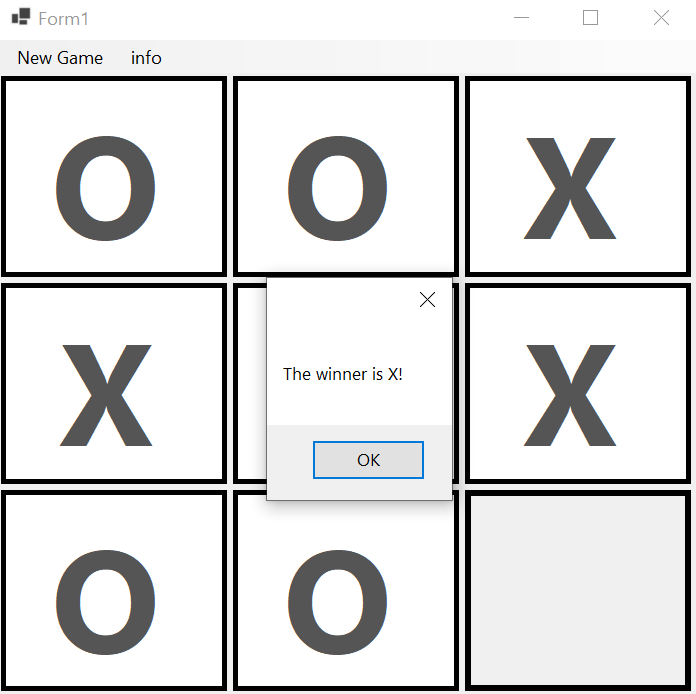 Form1
New Game info
O O X
The winner is X!
X X
OK
O O